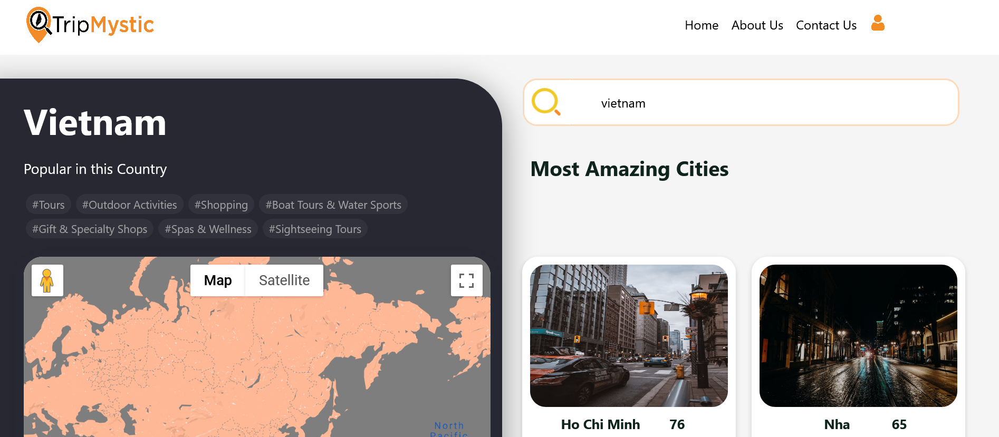 TripMystic
Home About Us Contact Us
Vietnam
Popular in this Country
#Tours #Outdoor Activities #Shopping #Boat Tours & Water Sports
#Gift & Specialty Shops #Spas & Wellness #Sightseeing Tours
Map Satellite
North
Pacific
vietnam
Most Amazing Cities
TAXI
Ho Chi Minh 76
Nha 65